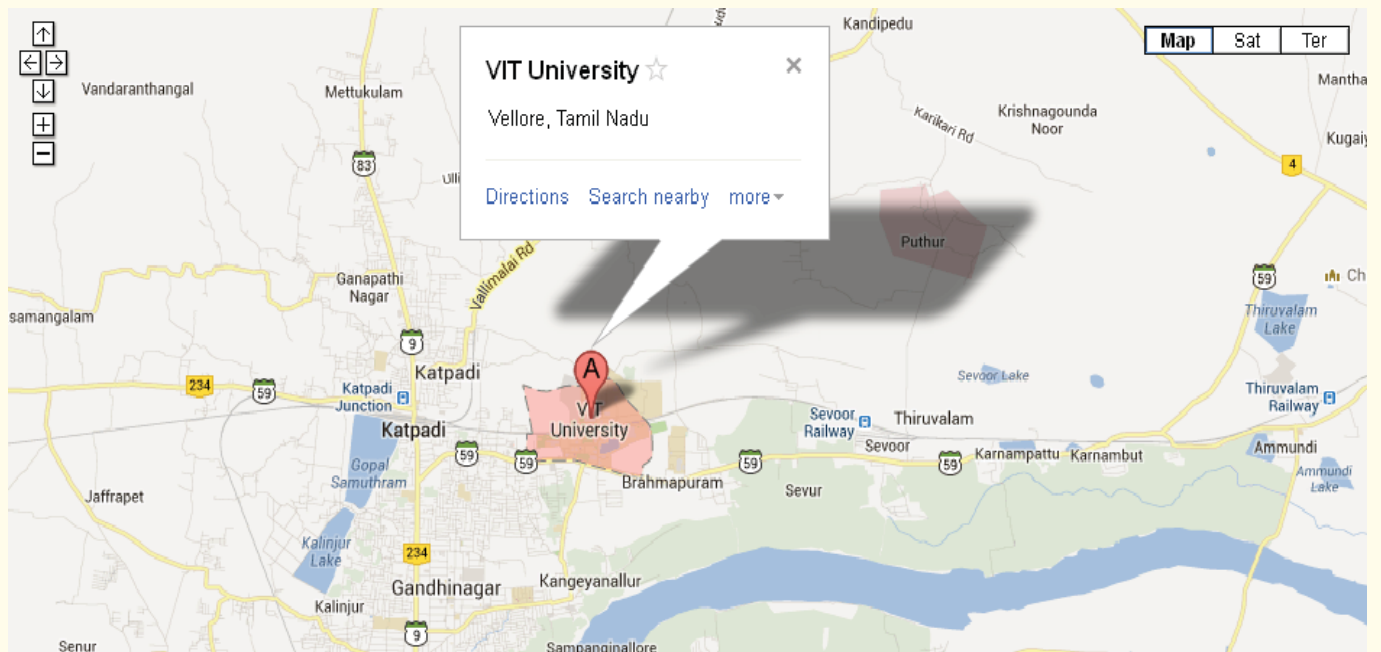 Kandipedu
Map Sat Ter
VIT University
Vellore, Tamil Nadu
Directions Search nearby more
Vandaranthangal
Mettukulam
83
Ulli
Katikari Rd
Krishnagounda
Noor
Mantha
Kugaiy
4
Puthur
Vallimalai Rd
Ganapathi
Nagar
59
Ch
samangalam
Thiruvalam
Lake
9
Katpadi
A
Sevoor Lake
234
59
Katpadi
Junction
VIT
University
Thiruvalam
Railway
Sevoor
Railway
Thiruvalam
Katpadi
59
59
59
Sevoor
59
Karnampattu
Karnambut
Ammundi
Gopal
Samuthram
Brahmapuram
Sevur
Ammundi
Lake
Jaffrapet
Kalinjur
Lake
234
Gandhinagar
Kangeyanallur
Kalinjur
9
Senur
Sampanginallore